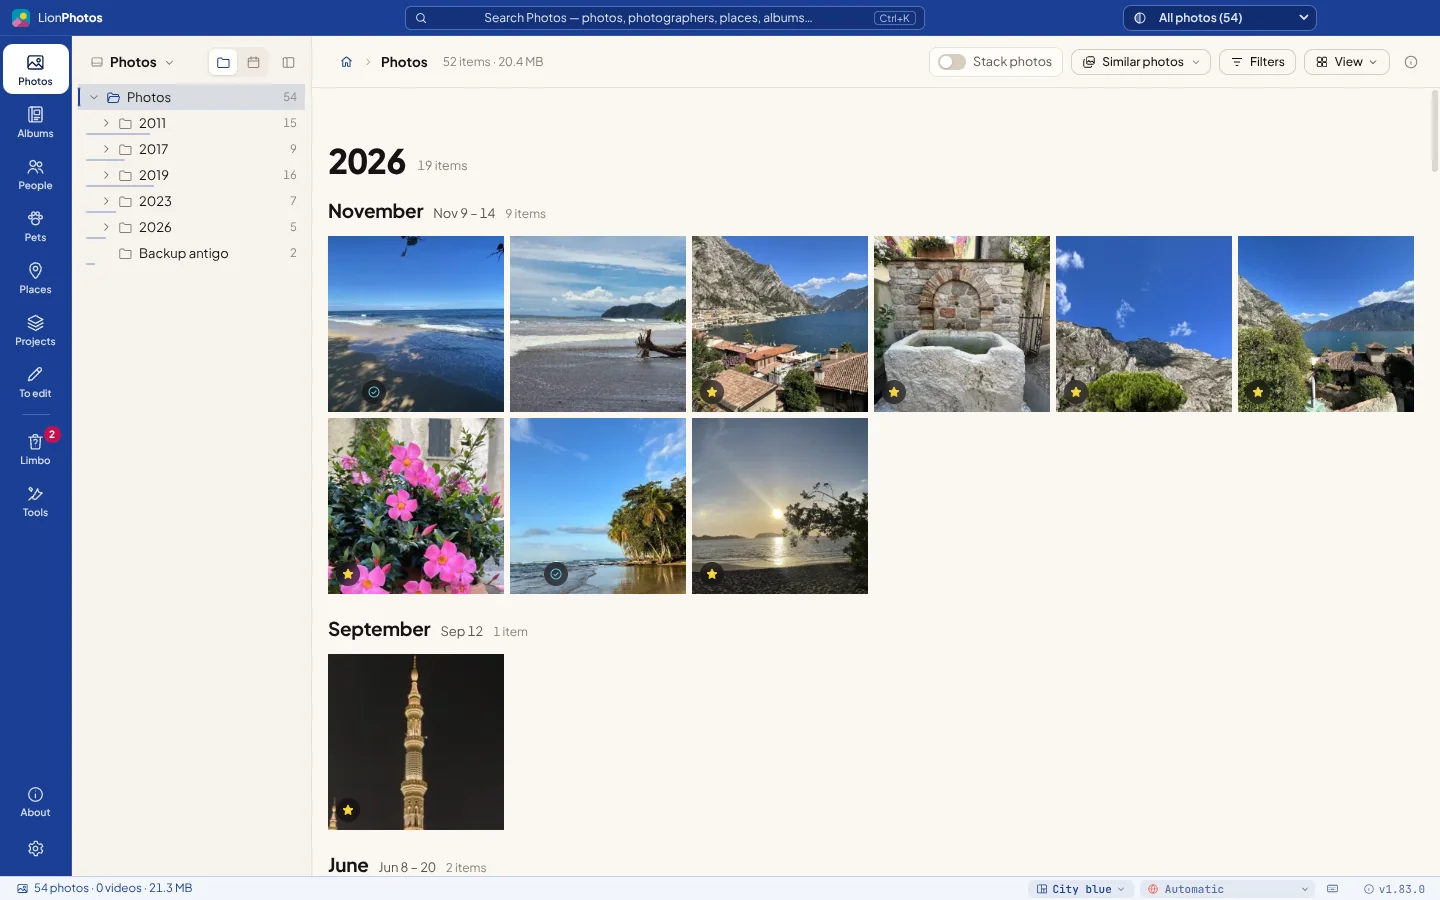 LionPhotos
Search Photos — photos, photographers, places, albums...
Ctrl+K
All photos (54)
Photos
Albums
People
Pets
Places
Projects
To edit
2
Limbo
Tools
About
Photos
Photos 54
2011 15
2017 9
2019 16
2023 7
2026 5
Backup antigo 2
Photos 52 items · 20.4 MB
Stack photos
Similar photos
Filters
View
2026 19 items
November Nov 9 – 14 9 items
September Sep 12 1 item
June Jun 8 – 20 2 items
54 photos · 0 videos · 21.3 MB
City blue
Automatic
v1.83.0